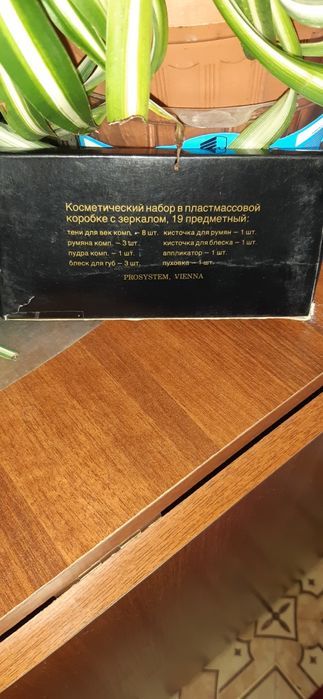 Косметический набор в пластмассовой
коробке с зеркалом, 19 предметный:
тени для век комп. – 8 шт. кисточка для румян – 1 шт.
румяна комп. – 3 шт. кисточка для блеска – 1 шт.
пудра комп. – 1 шт. аппликатор – 1 шт.
блеск для губ – 3 шт. пуховка – 1 шт.
PROSYSTEM, VIENNA